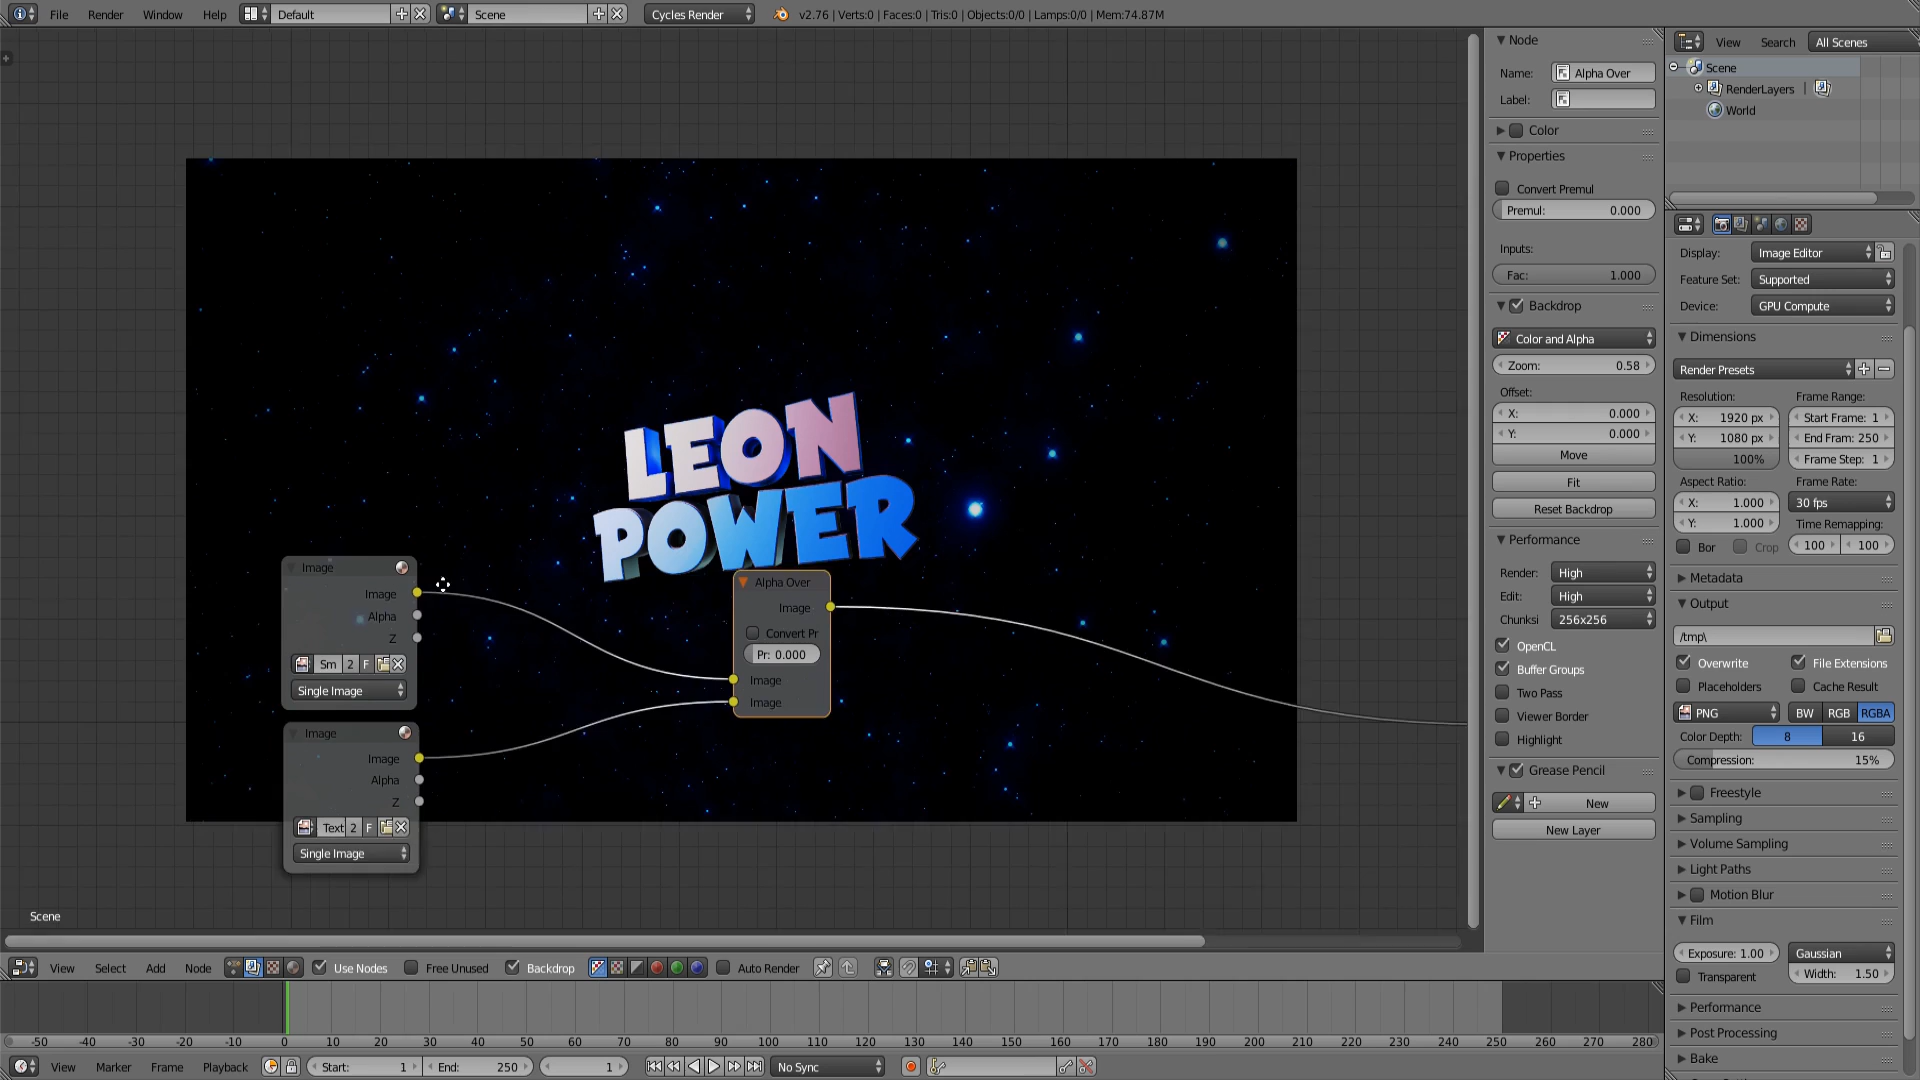 File Render Window Help Default Scene Cycles Render v2.76 | Verts:0 | Faces:0 | Tris:0 | Objects:0/0 | Lamps:0/0 | Mem:74.87M
LEON
POWER
Image
Image
Alpha
Z
Sm 2 F
Single Image
Image
Image
Alpha
Z
Text 2 F
Single Image
Alpha Over
Image
Convert Pr
Pr: 0.000
Image
Image
Scene
Node
Name: Alpha Over
Label:
Color
Properties
Convert Premul
Premul: 0.000
Inputs:
Fac: 1.000
Backdrop
Color and Alpha
Zoom: 0.58
Offset:
X: 0.000
Y: 0.000
Move
Fit
Reset Backdrop
Performance
Render: High
Edit: High
Chunksi 256x256
OpenCL
Buffer Groups
Two Pass
Viewer Border
Highlight
Grease Pencil
New
New Layer
View Search All Scenes
Scene
RenderLayers |
World
Display: Image Editor
Feature Set: Supported
Device: GPU Compute
Dimensions
Render Presets
Resolution: Frame Range:
X: 1920 px Start Frame: 1
Y: 1080 px End Fram: 250
100% Frame Step: 1
Aspect Ratio: Frame Rate:
X: 1.000 30 fps
Y: 1.000 Time Remapping:
Bor Crop 100 100
Metadata
Output
/tmp\
Overwrite File Extensions
Placeholders Cache Result
PNG BW RGB RGBA
Color Depth: 8 16
Compression: 15%
Freestyle
Sampling
Volume Sampling
Light Paths
Motion Blur
Film
Exposure: 1.00 Gaussian
Transparent Width: 1.50
Performance
Post Processing
Bake
View Select Add Node Use Nodes Free Unused Backdrop Auto Render
-50 -40 -30 -20 -10 0 10 20 30 40 50 60 70 80 90 100 110 120 130 140 150 160 170 180 190 200 210 220 230 240 250 260 270 280
View Marker Frame Playback Start: 1 End: 250 1 No Sync